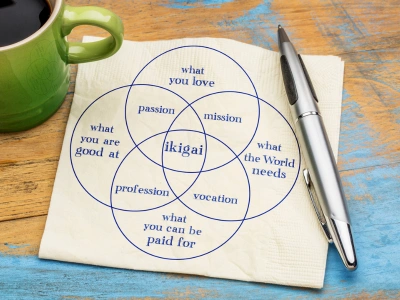 what
you love
passion
mission
what
you are
good at
ikigai
what
the World
needs
profession
vocation
what
you can be
paid for